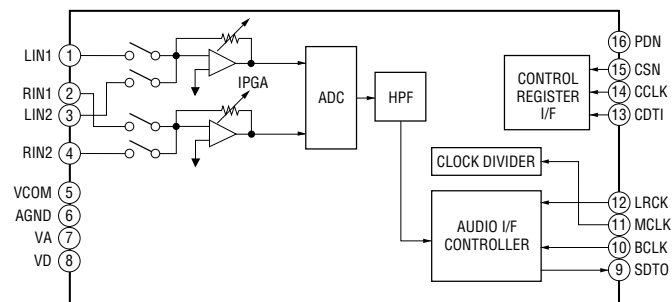 1 LIN1
2 RIN1
3 LIN2
4 RIN2
5 VCOM
6 AGND
7 VA
8 VD
IPGA
ADC
HPF
CONTROL
REGISTER
I/F
CLOCK DIVIDER
AUDIO I/F
CONTROLLER
16 PDN
15 CSN
14 CCLK
13 CDTI
12 LRCK
11 MCLK
10 BCLK
9 SDTO